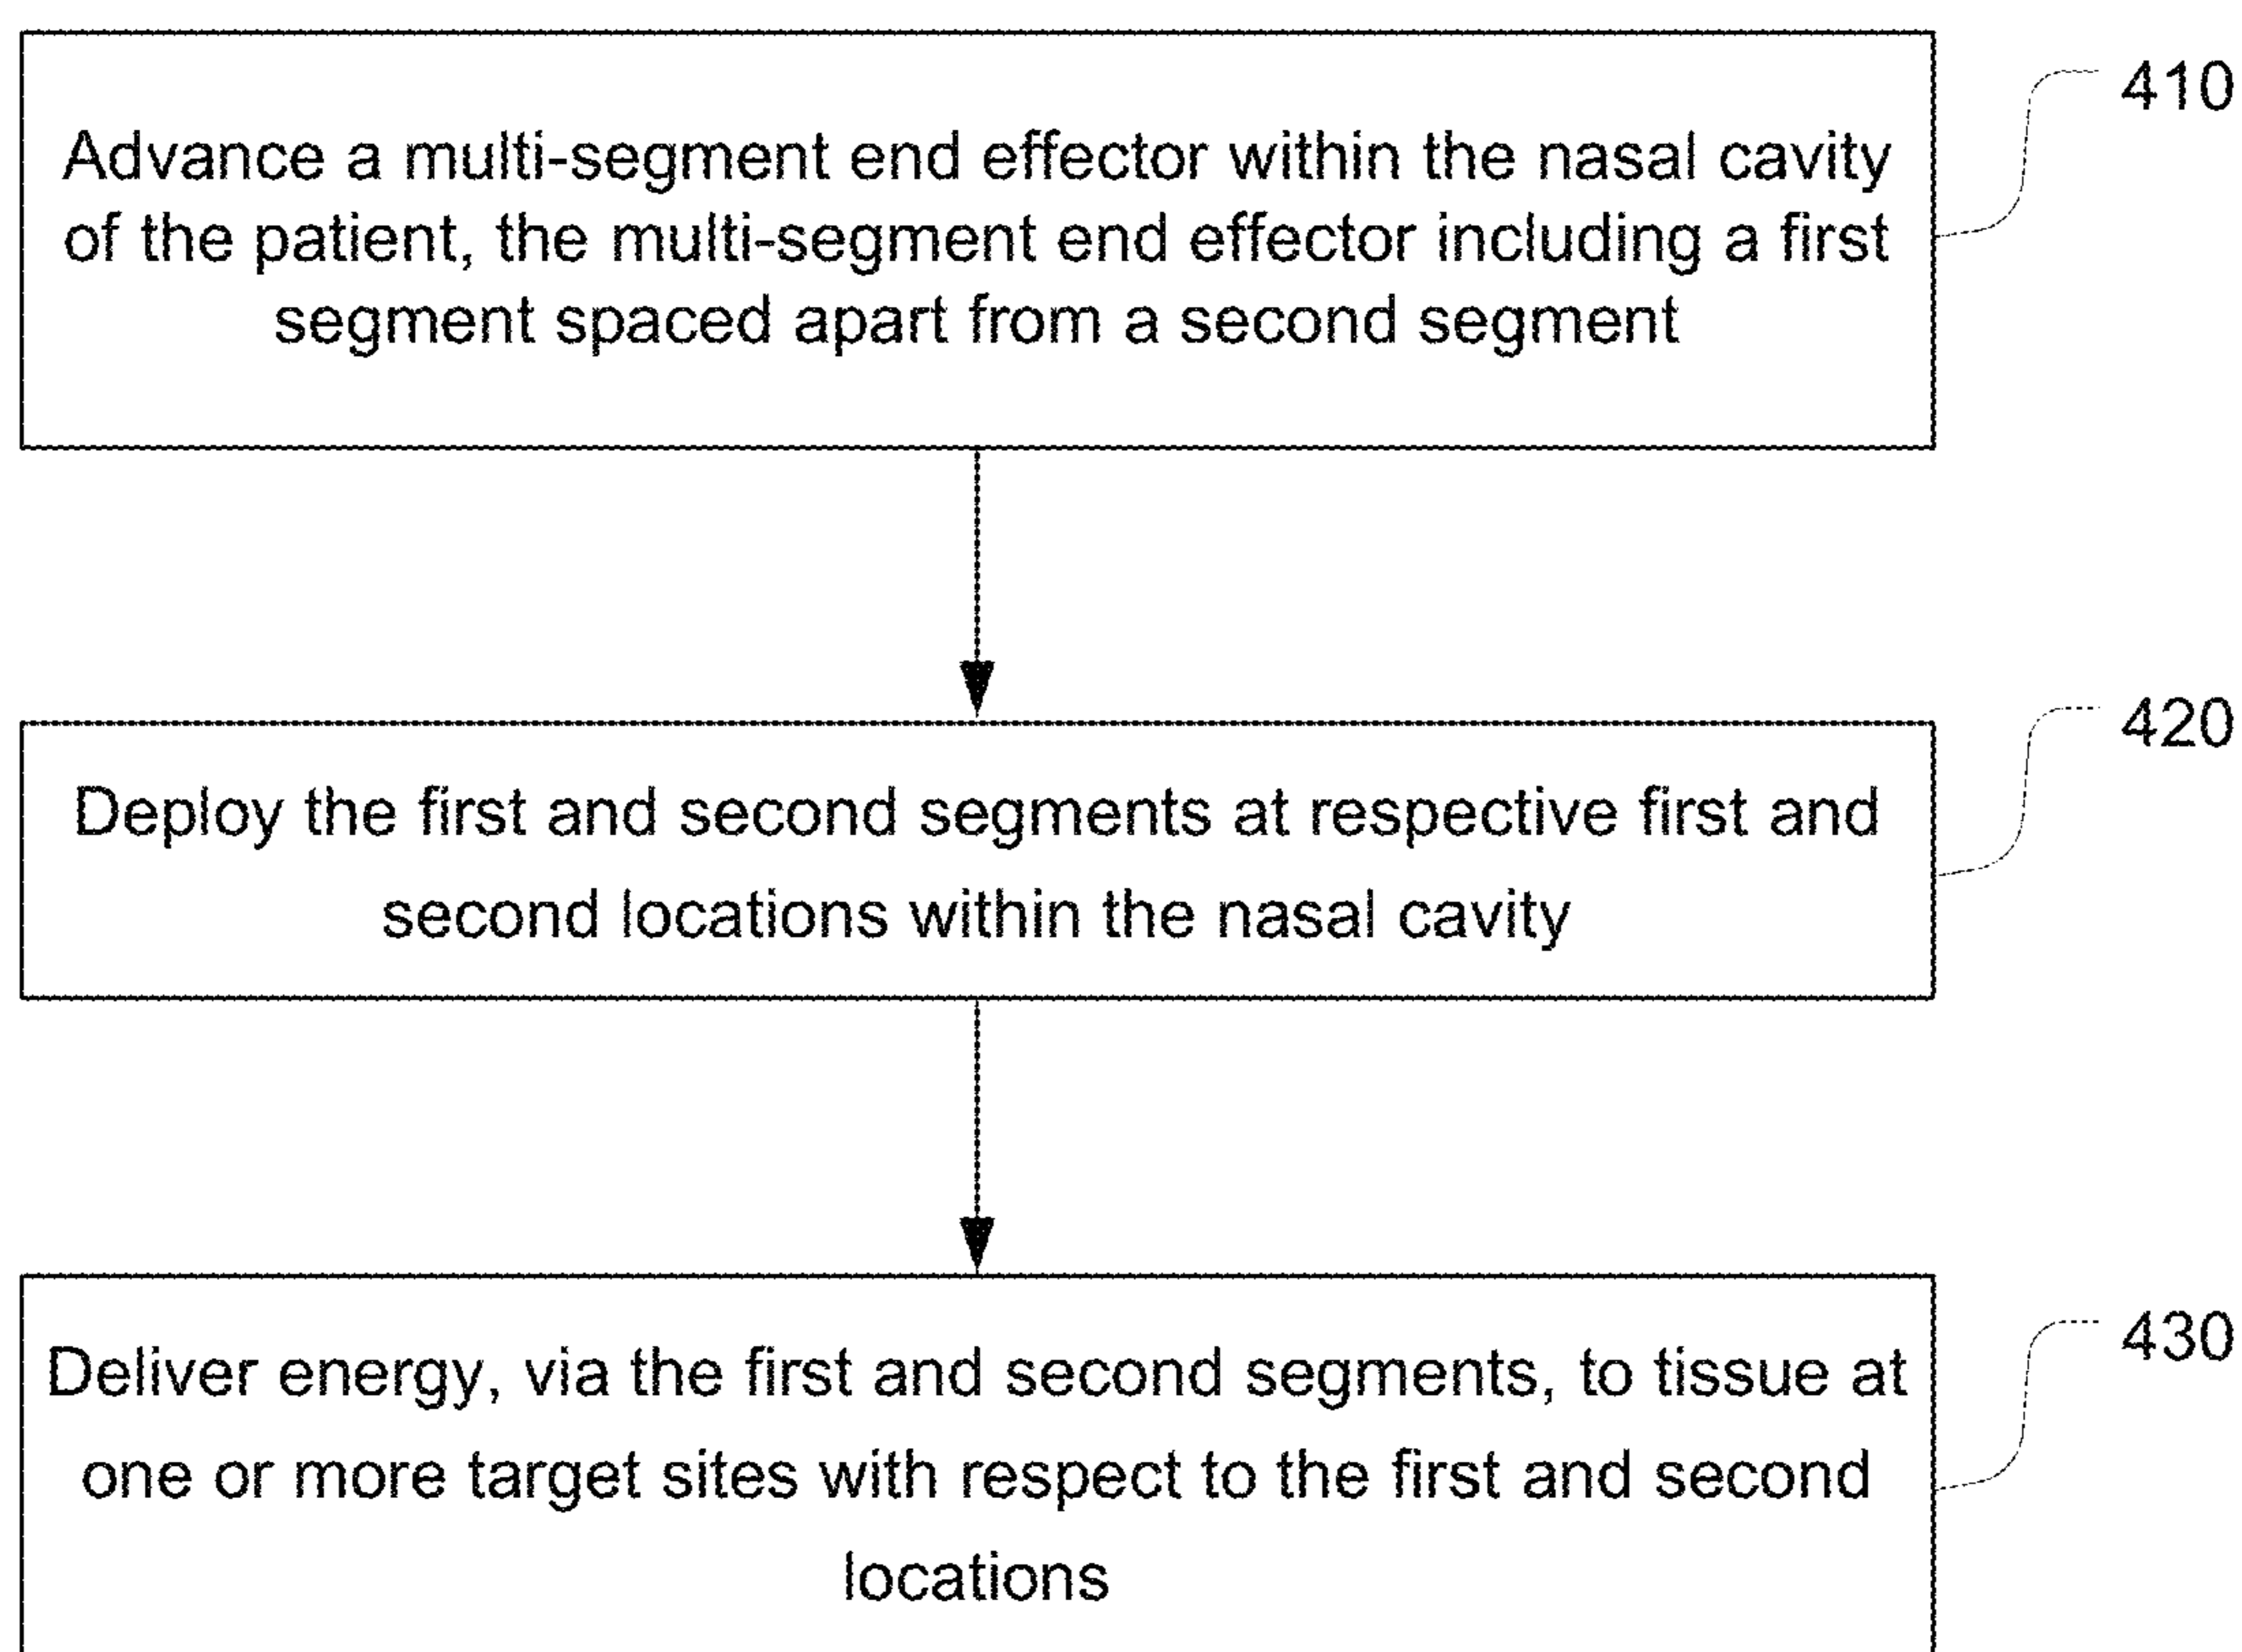 410
Advance a multi-segment end effector within the nasal cavity
of the patient, the multi-segment end effector including a first
segment spaced apart from a second segment
420
Deploy the first and second segments at respective first and
second locations within the nasal cavity
430
Deliver energy, via the first and second segments, to tissue at
one or more target sites with respect to the first and second
locations